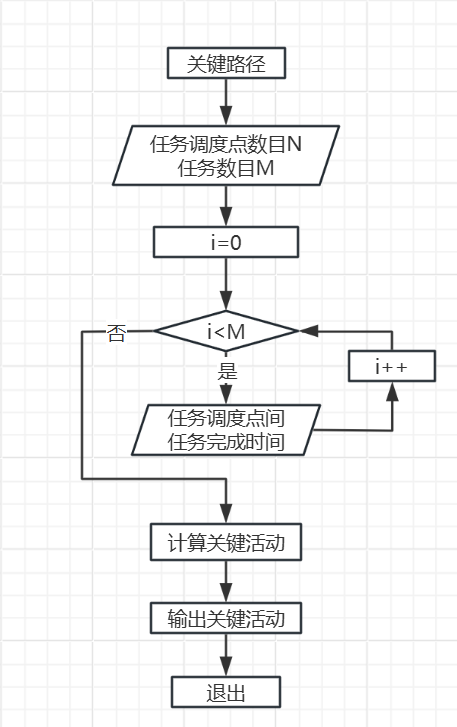 关键路径
任务调度点数目N
任务数目M
i=0
i<M
否
是
i++
任务调度点间
任务完成时间
计算关键活动
输出关键活动
退出